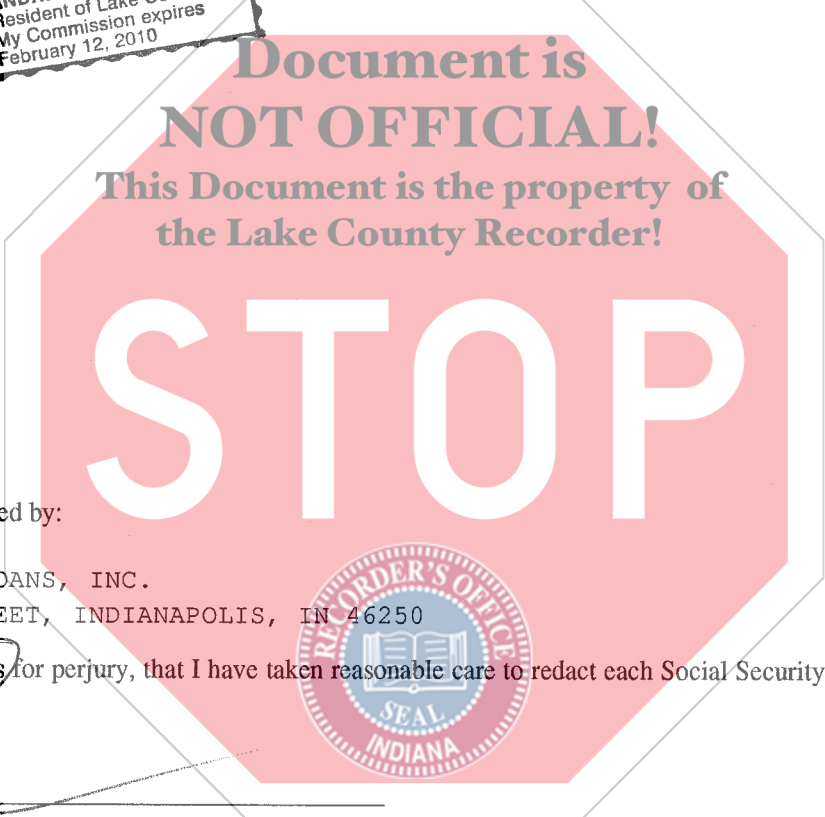 Resident of Lake
My Commission expires
February 12, 2010
Document is
NOT OFFICIAL!
This Document is the property of
the Lake County Recorder!
STOP
ed by:
OANS, INC.
EET, INDIANAPOLIS, IN 46250
s for perjury, that I have taken reasonable care to redact each Social Security
RECORDER'S OFFICE
SEAL
INDIANA